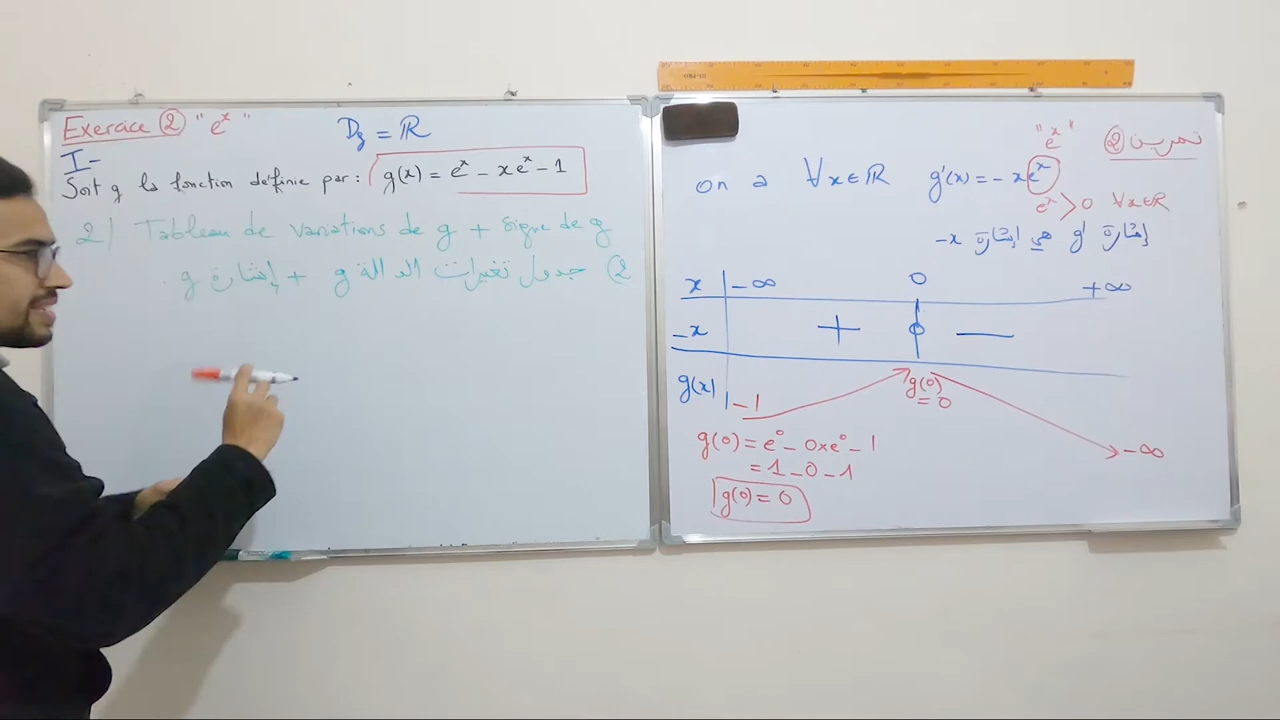 Exercice ② "eˣ"
D_g = ℝ
I-
Soit g la fonction définie par : g(x) = eˣ - xeˣ - 1
2) Tableau de variations de g + signe de g
② جدول تغيرات الدالة g + إشارة g .
"eˣ"
تمرين ②
on a ∀x∈ℝ g'(x) = - xeˣ
eˣ > 0 ∀x∈ℝ
إشارة g' هي إشارة -x
x -∞ 0 +∞
-x + 0 -
g(x) -1 g(0) = 0 -∞
g(0) = e⁰ - 0×e⁰ - 1
= 1 - 0 - 1
g(0) = 0